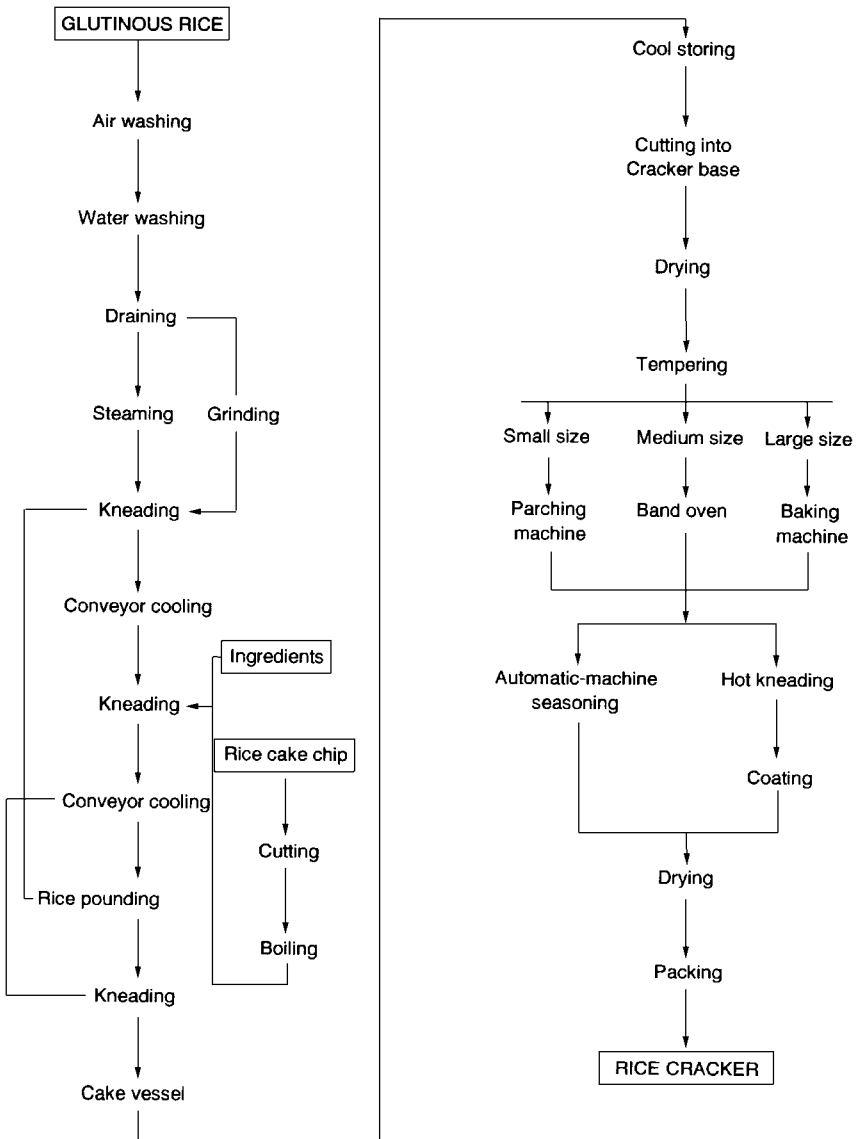 GLUTINOUS RICE
Air washing
Water washing
Draining
Steaming
Grinding
Kneading
Conveyor cooling
Ingredients
Kneading
Rice cake chip
Conveyor cooling
Cutting
Rice pounding
Boiling
Kneading
Cake vessel
Cool storing
Cutting into
Cracker base
Drying
Tempering
Small size
Medium size
Large size
Parching
machine
Band oven
Baking
machine
Automatic-machine
seasoning
Hot kneading
Coating
Drying
Packing
RICE CRACKER